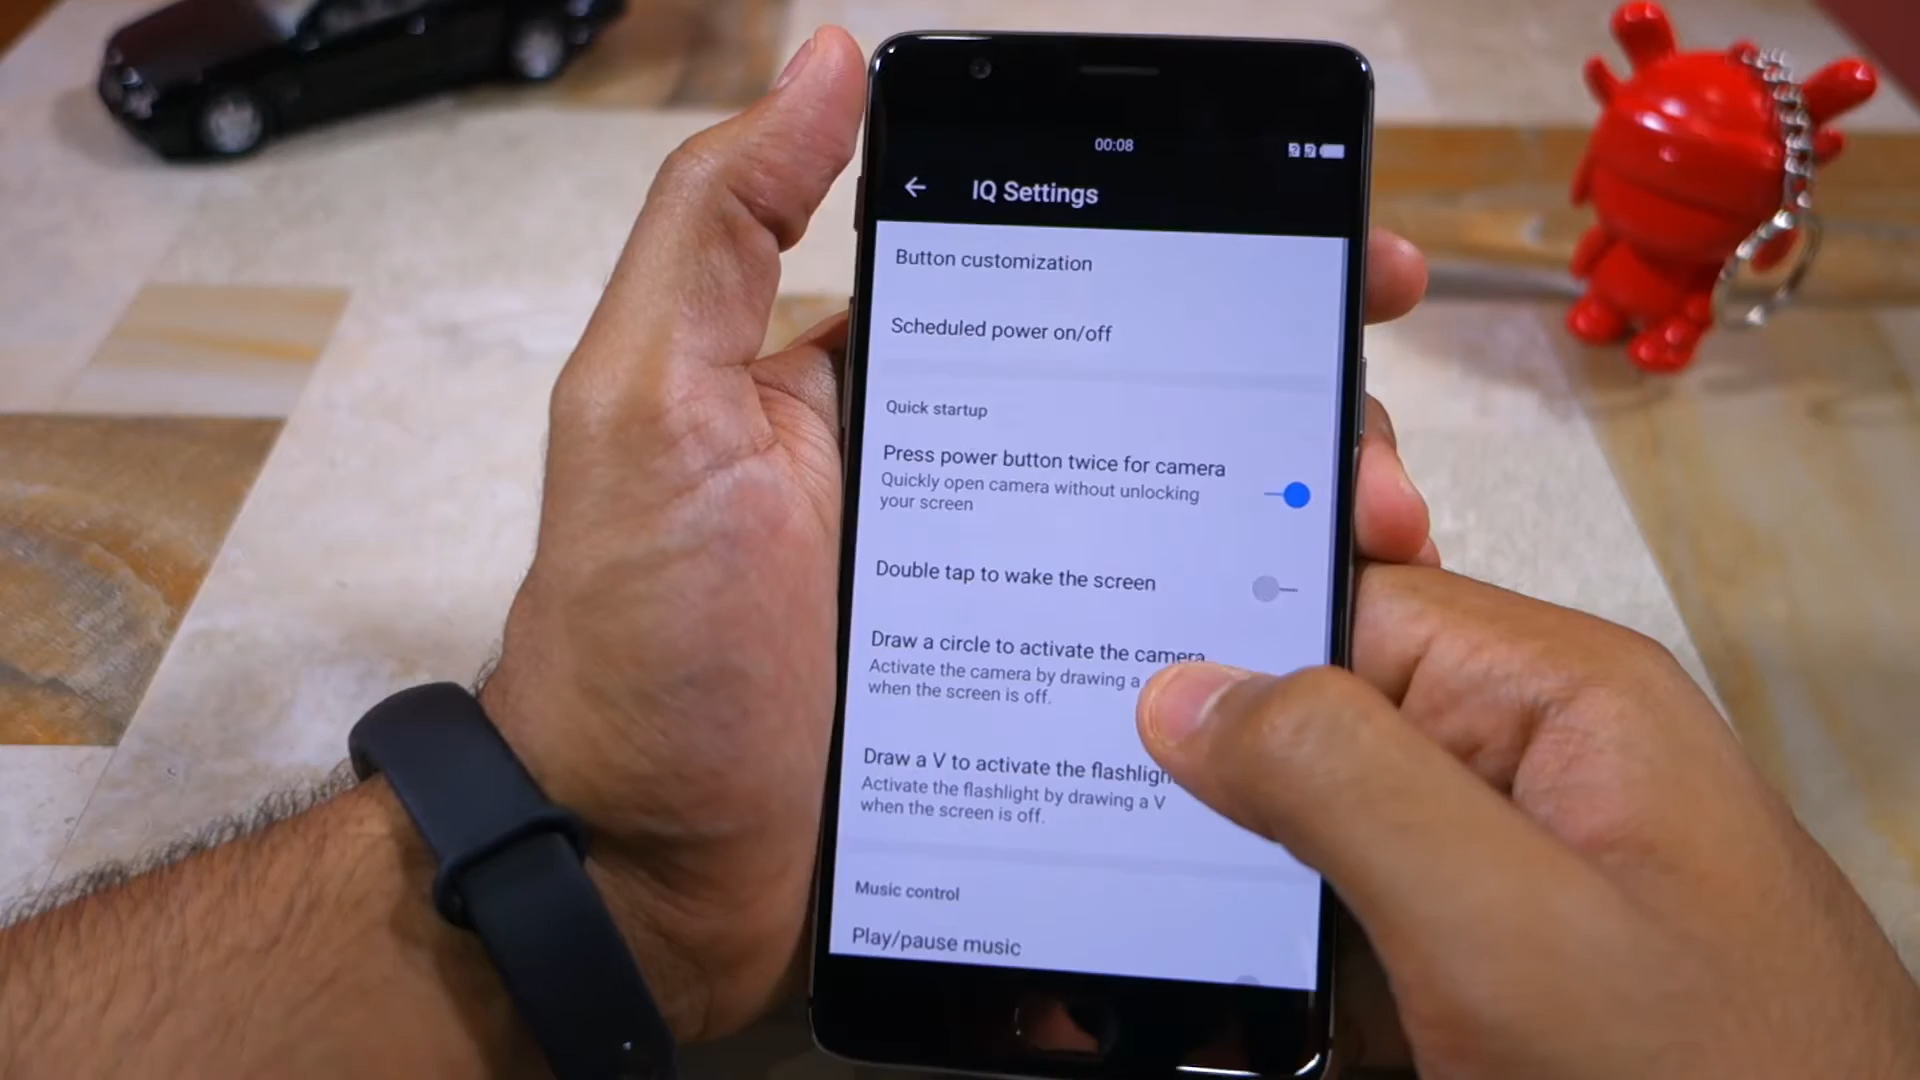 00:08
IQ Settings
Button customization
Scheduled power on/off
Quick startup
Press power button twice for camera
Quickly open camera without unlocking
your screen
Double tap to wake the screen
Draw a circle to activate the camera
Activate the camera by drawing a
when the screen is off.
Draw a V to activate the flashligh
Activate the flashlight by drawing a V
when the screen is off.
Music control
Play/pause music